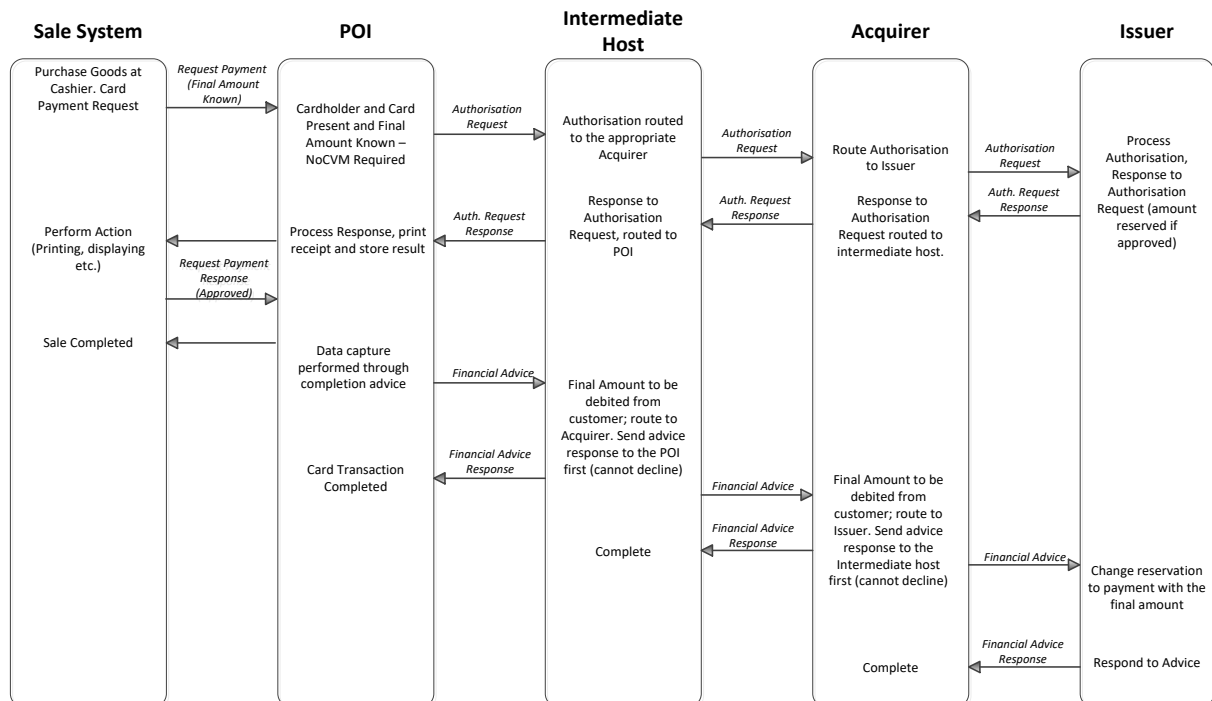 Sale System
POI
Intermediate
Host
Acquirer
Issuer
Purchase Goods at
Cashier. Card
Payment Request
Request Payment
(Final Amount
Known)
Cardholder and Card
Present and Final
Amount Known –
NoCVM Required
Authorisation
Request
Authorisation routed
to the appropriate
Acquirer
Authorisation
Request
Route Authorisation
to Issuer
Authorisation
Request
Process
Authorisation,
Response to
Authorisation
Request (amount
reserved if
approved)
Auth. Request
Response
Response to
Authorisation
Request routed to
intermediate host.
Auth. Request
Response
Response to
Authorisation
Request, routed to
POI
Auth. Request
Response
Process Response, print
receipt and store result
Perform Action
(Printing, displaying
etc.)
Request Payment
Response
(Approved)
Sale Completed
Data capture
performed through
completion advice
Financial Advice
Final Amount to be
debited from
customer; route to
Acquirer. Send advice
response to the POI
first (cannot decline)
Financial Advice
Response
Card Transaction
Completed
Financial Advice
Final Amount to be
debited from
customer; route to
Issuer. Send advice
response to the
Intermediate host
first (cannot decline)
Financial Advice
Response
Complete
Financial Advice
Change reservation
to payment with the
final amount
Financial Advice
Response
Respond to Advice
Complete